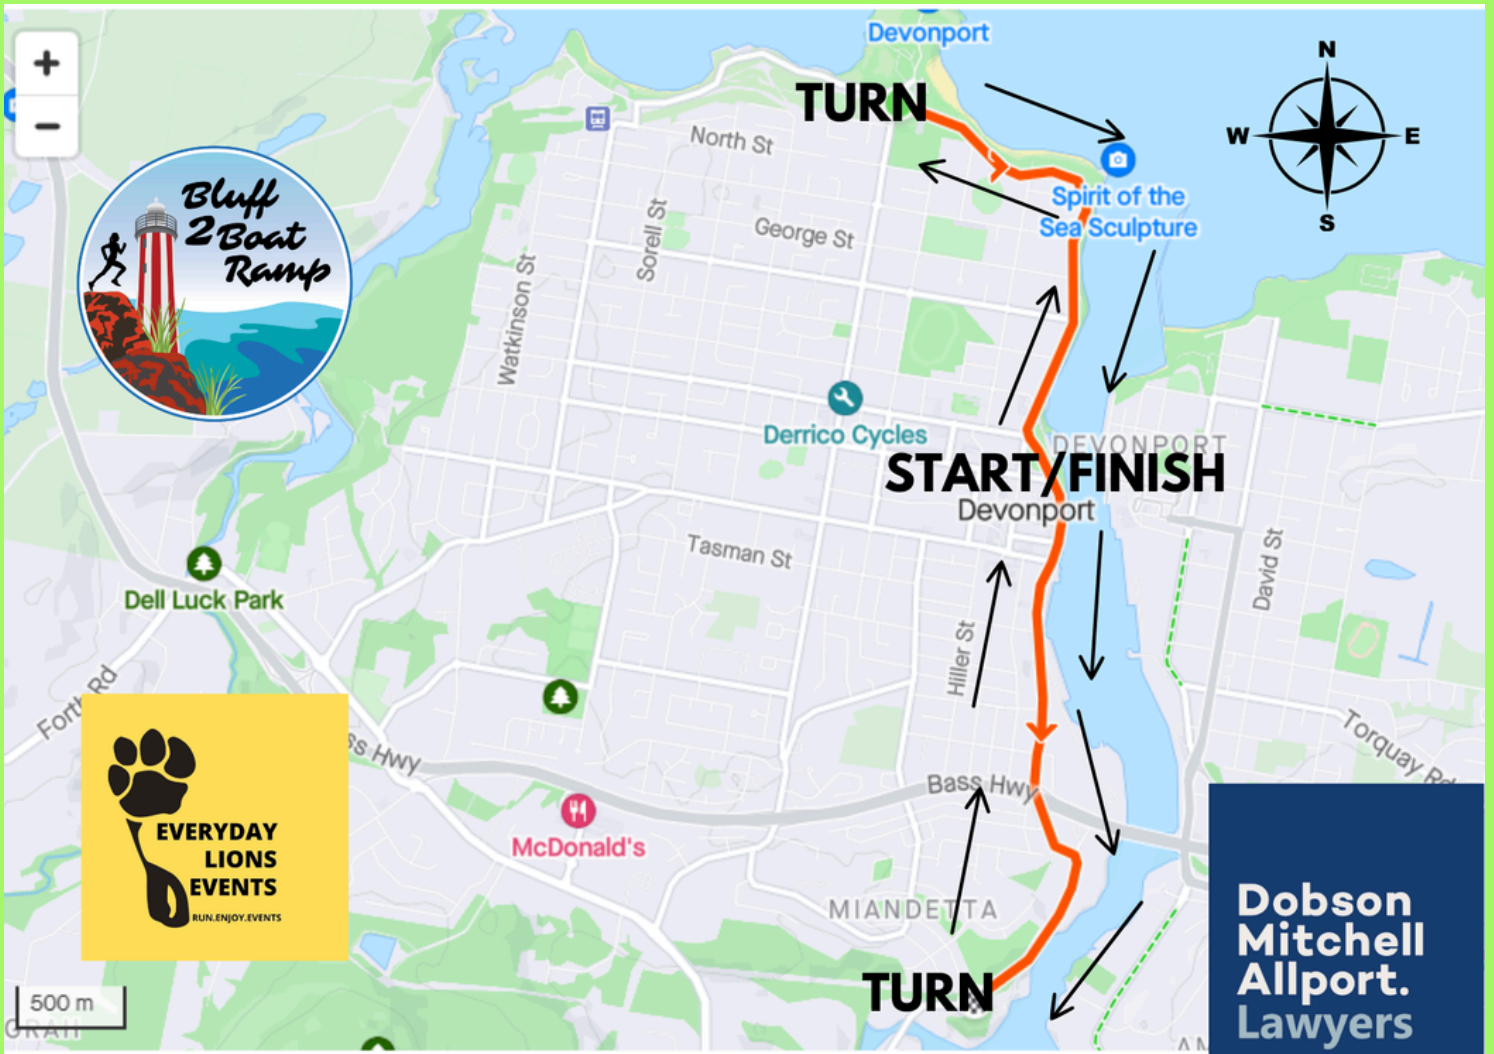 +
−
Devonport
N
W
E
S
TURN
North St
Spirit of the
Sea Sculpture
Bluff
2 Boat
Ramp
Sorell St
George St
Watkinson St
Derrico Cycles
DEVONPORT
START/FINISH
Devonport
Tasman St
David St
Dell Luck Park
Hiller St
Forth Rd
ss Hwy
Torquay Rd
Bass Hwy
McDonald's
EVERYDAY
LIONS
EVENTS
RUN.ENJOY.EVENTS
MIANDETTA
TURN
Dobson
Mitchell
Allport.
Lawyers
500 m
GRAH
AM